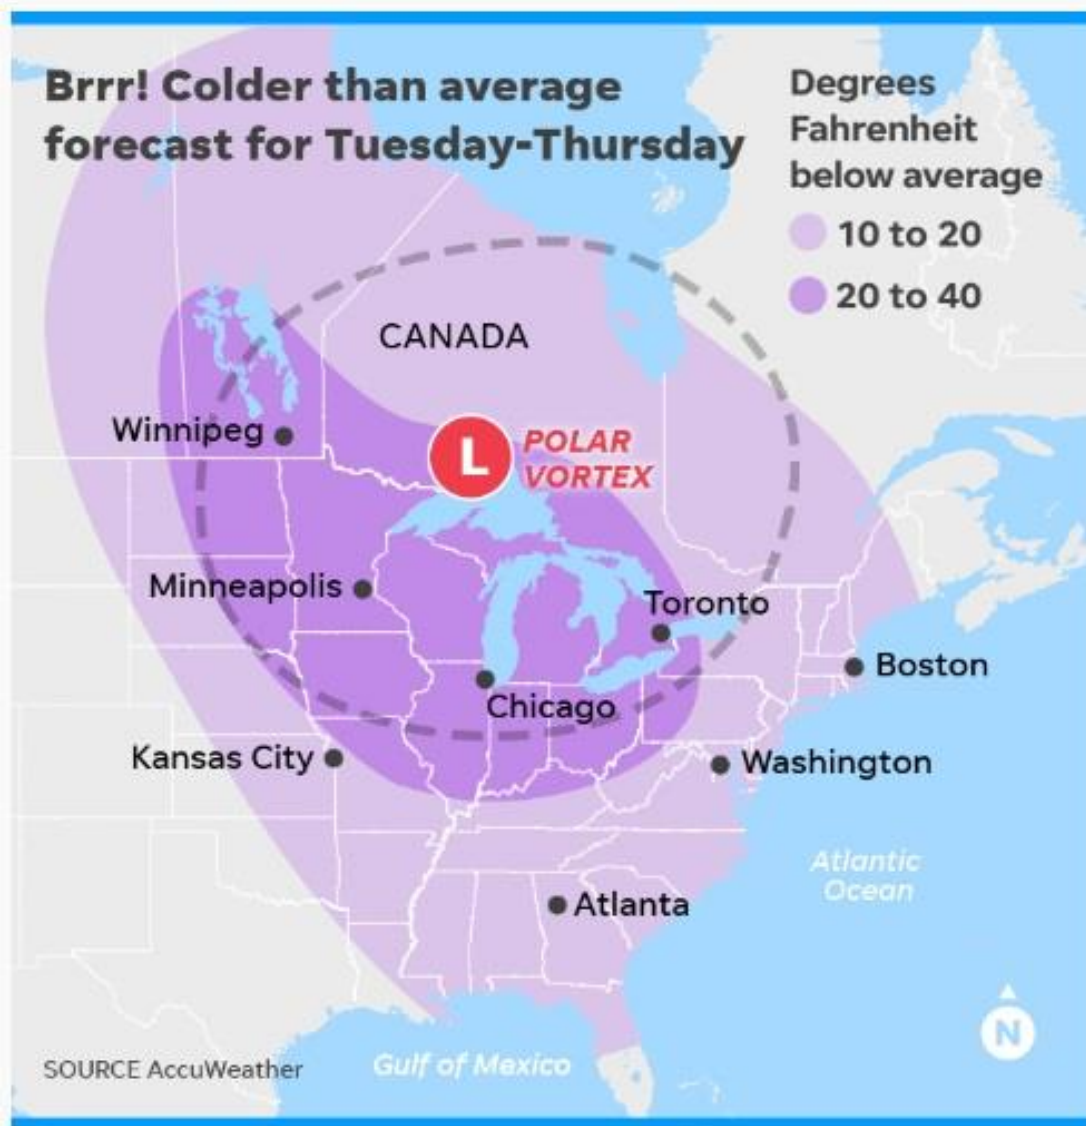 Brrr! Colder than average
forecast for Tuesday-Thursday
Degrees
Fahrenheit
below average
10 to 20
20 to 40
CANADA
Winnipeg
L
POLAR
VORTEX
Minneapolis
Toronto
Boston
Chicago
Kansas City
Washington
Atlantic
Ocean
Atlanta
N
SOURCE AccuWeather
Gulf of Mexico